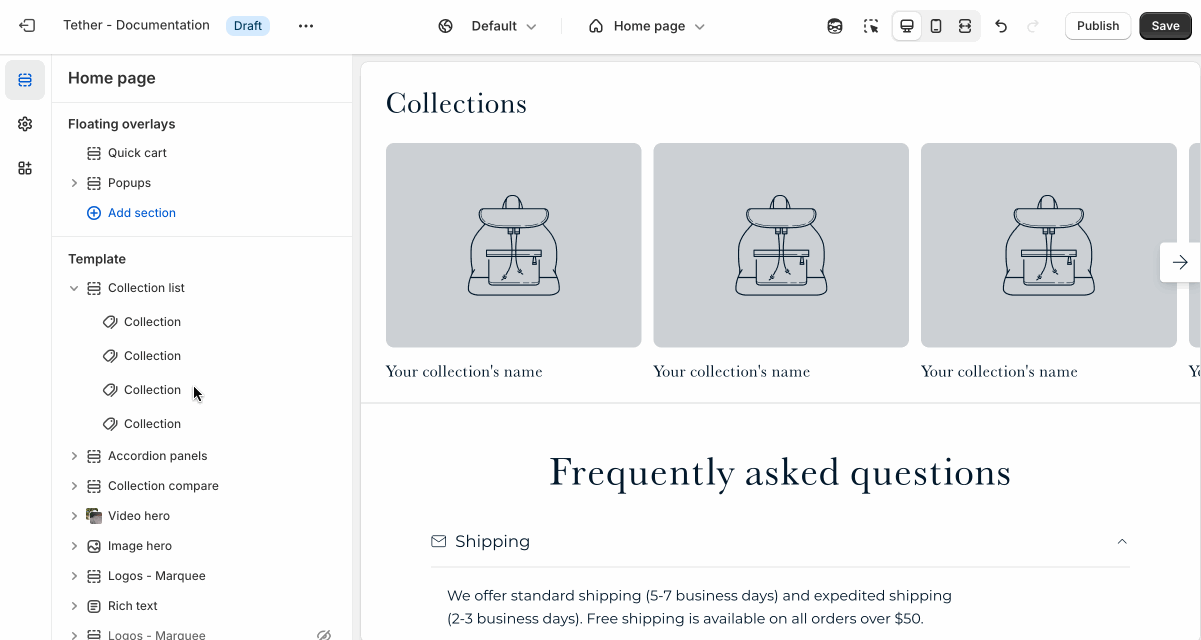 Tether - Documentation
Draft
Default
Home page
Publish
Save
Home page
Floating overlays
Quick cart
Popups
Add section
Template
Collection list
Collection
Collection
Collection
Collection
Accordion panels
Collection compare
Video hero
Image hero
Logos - Marquee
Rich text
Logos - Marquee
Collections
Your collection's name
Your collection's name
Your collection's name
Yo
Frequently asked questions
Shipping
We offer standard shipping (5-7 business days) and expedited shipping
(2-3 business days). Free shipping is available on all orders over $50.